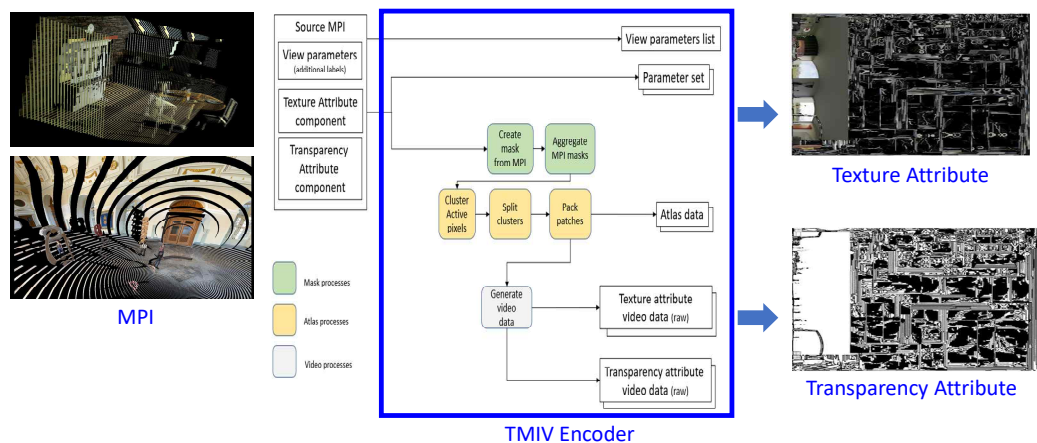 Source MPI
View parameters
(additional labels)
Texture Attribute
component
Transparency
Attribute
component
View parameters list
Parameter set
Create
mask
from MPI
Aggregate
MPI masks
Cluster
Active
pixels
Split
clusters
Pack
patches
Atlas data
Generate
video
data
Texture attribute
video data (raw)
Transparency attribute
video data (raw)
Mask processes
Atlas processes
Video processes
MPI
TMIV Encoder
Texture Attribute
Transparency Attribute